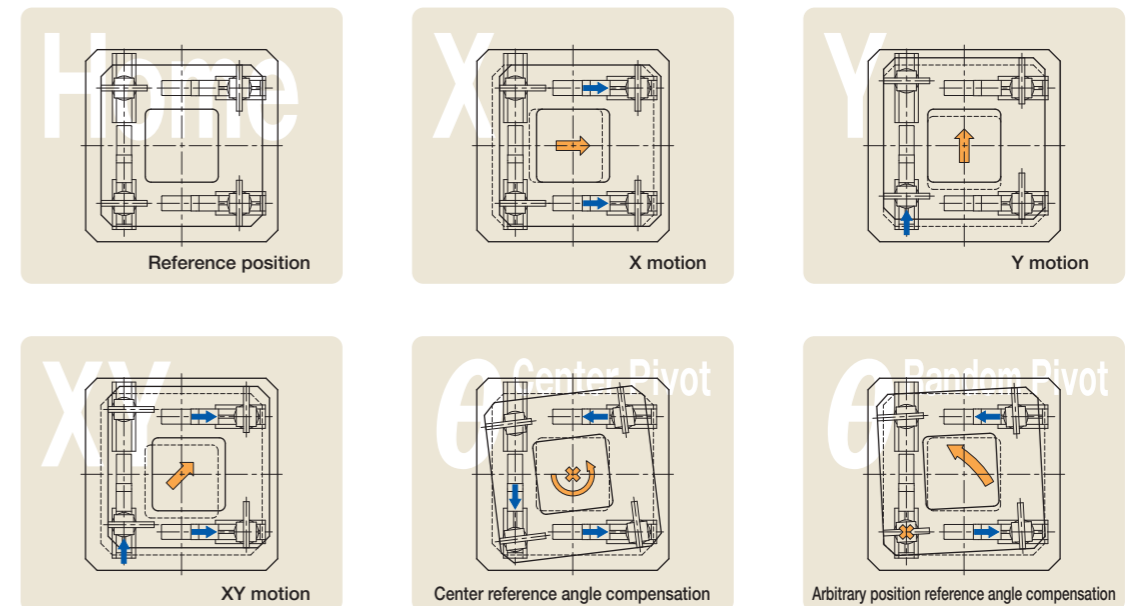 Home
Reference position
X
X motion
Y
Y motion
XY
XY motion
θ Center Pivot
Center reference angle compensation
θ Random Pivot
Arbitrary position reference angle compensation